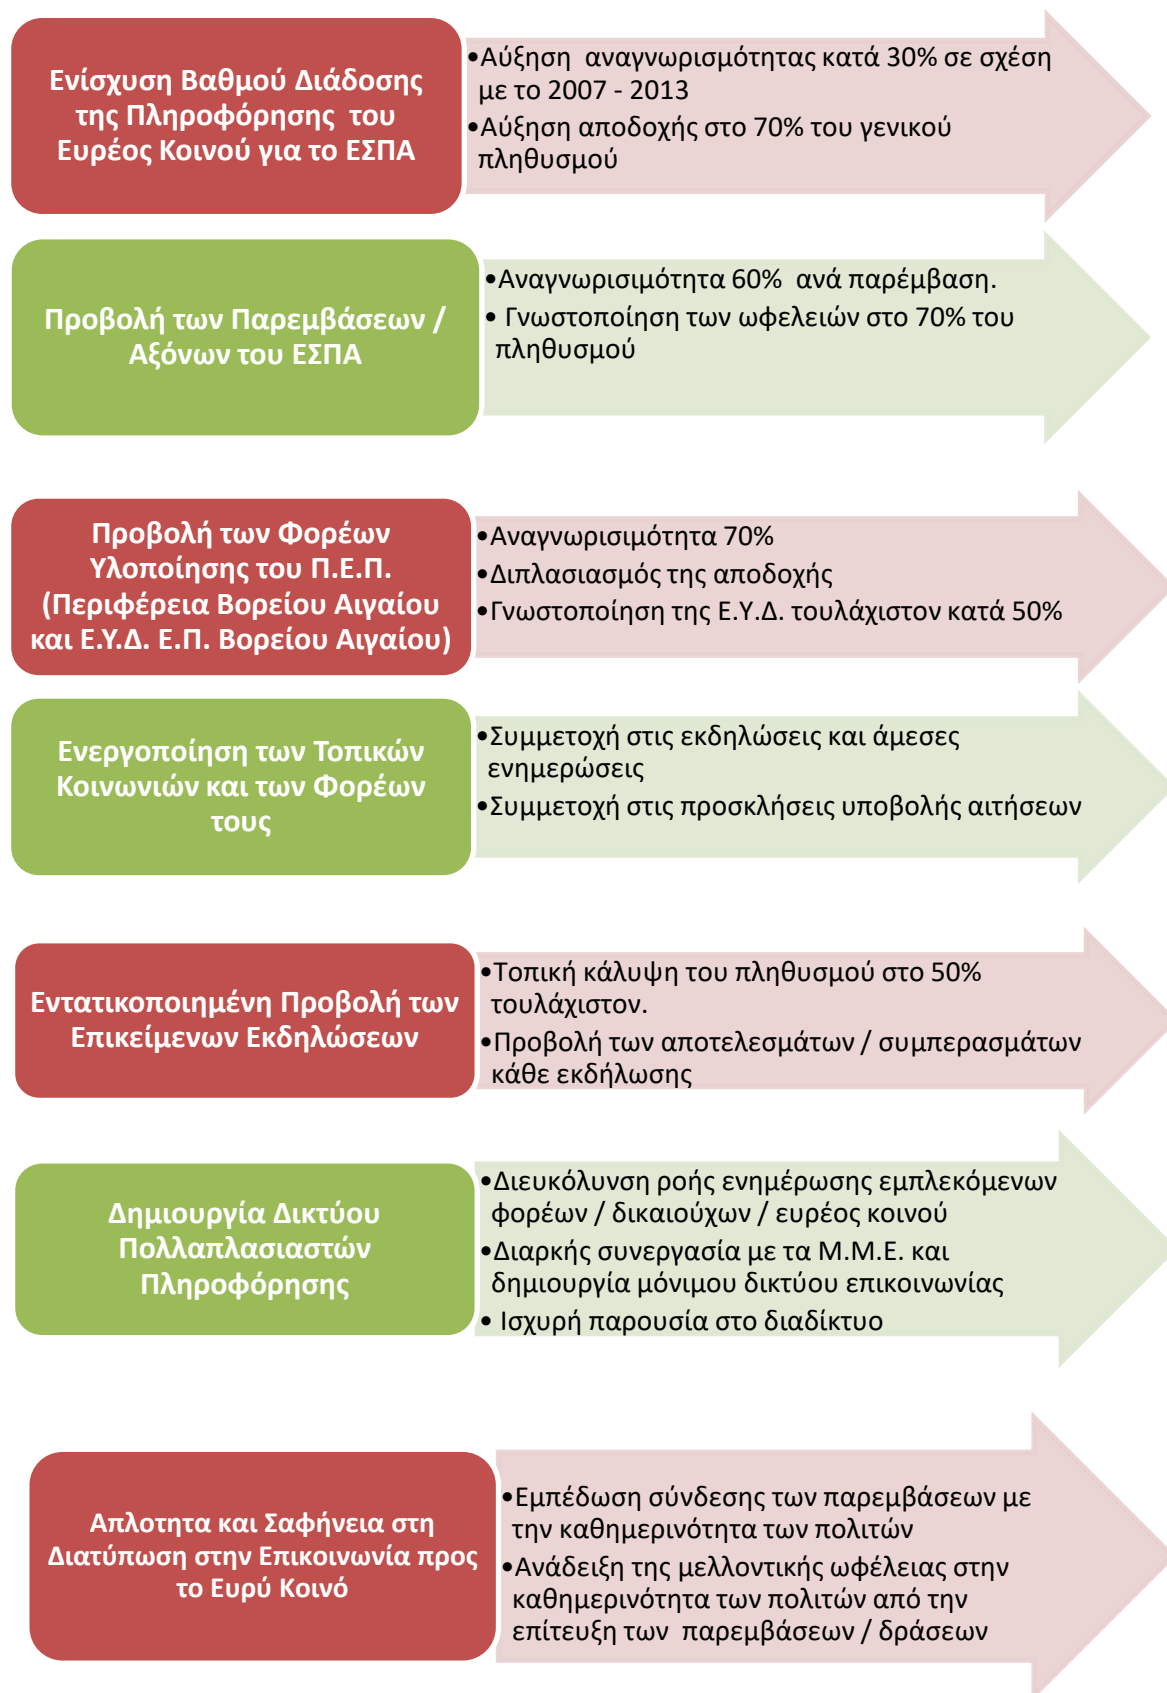 Ενίσχυση Βαθμού Διάδοσης
της Πληροφόρησης του
Ευρέος Κοινού για το ΕΣΠΑ
•Αύξηση αναγνωρισμότητας κατά 30% σε σχέση
με το 2007 - 2013
•Αύξηση αποδοχής στο 70% του γενικού
πληθυσμού
Προβολή των Παρεμβάσεων /
Αξόνων του ΕΣΠΑ
•Αναγνωρισιμότητα 60% ανά παρέμβαση.
• Γνωστοποίηση των ωφελειών στο 70% του
πληθυσμού
Προβολή των Φορέων
Υλοποίησης του Π.Ε.Π.
(Περιφέρεια Βορείου Αιγαίου
και Ε.Υ.Δ. Ε.Π. Βορείου Αιγαίου)
•Αναγνωρισιμότητα 70%
•Διπλασιασμός της αποδοχής
•Γνωστοποίηση της Ε.Υ.Δ. τουλάχιστον κατά 50%
Ενεργοποίηση των Τοπικών
Κοινωνιών και των Φορέων
τους
•Συμμετοχή στις εκδηλώσεις και άμεσες
ενημερώσεις
•Συμμετοχή στις προσκλήσεις υποβολής αιτήσεων
Εντατικοποιημένη Προβολή των
Επικείμενων Εκδηλώσεων
•Τοπική κάλυψη του πληθυσμού στο 50%
τουλάχιστον.
•Προβολή των αποτελεσμάτων / συμπερασμάτων
κάθε εκδήλωσης
Δημιουργία Δικτύου
Πολλαπλασιαστών
Πληροφόρησης
•Διευκόλυνση ροής ενημέρωσης εμπλεκόμενων
φορέων / δικαιούχων / ευρέος κοινού
•Διαρκής συνεργασία με τα Μ.Μ.Ε. και
δημιουργία μόνιμου δικτύου επικοινωνίας
• Ισχυρή παρουσία στο διαδίκτυο
Απλοτητα και Σαφήνεια στη
Διατύπωση στην Επικοινωνία προς
το Ευρύ Κοινό
•Εμπέδωση σύνδεσης των παρεμβάσεων με
την καθημερινότητα των πολιτών
•Ανάδειξη της μελλοντικής ωφέλειας στην
καθημερινότητα των πολιτών από την
επίτευξη των παρεμβάσεων / δράσεων